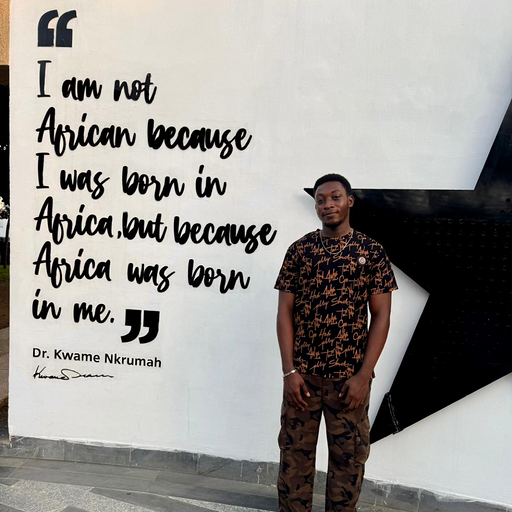 “
I am not
African because
I was born in
Africa, but because
Africa was born
in me.”
Dr. Kwame Nkrumah